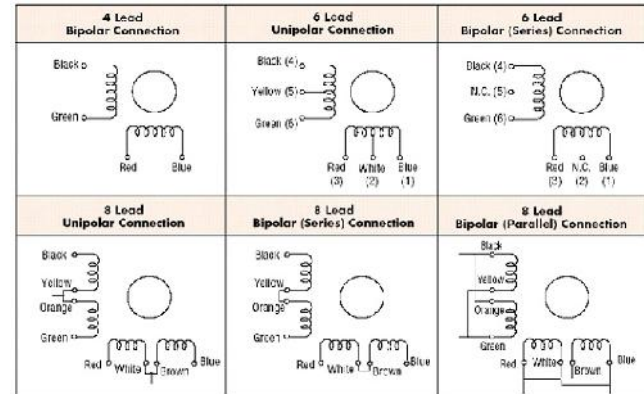 4 Lead
Bipolar Connection
Black
Green
Red Blue
6 Lead
Unipolar Connection
Black (4)
Yellow (5)
Green (6)
Red White Blue
(3) (2) (1)
6 Lead
Bipolar (Series) Connection
Black (4)
N.C. (5)
Green (6)
Red N.C. Blue
(3) (2) (1)
8 Lead
Unipolar Connection
Black
Yellow
Orange
Green
Red White Brown Blue
8 Lead
Bipolar (Series) Connection
Black
Yellow
Orange
Green
Red White Brown Blue
8 Lead
Bipolar (Parallel) Connection
Black
Yellow
Orange
Green
Red White Brown Blue